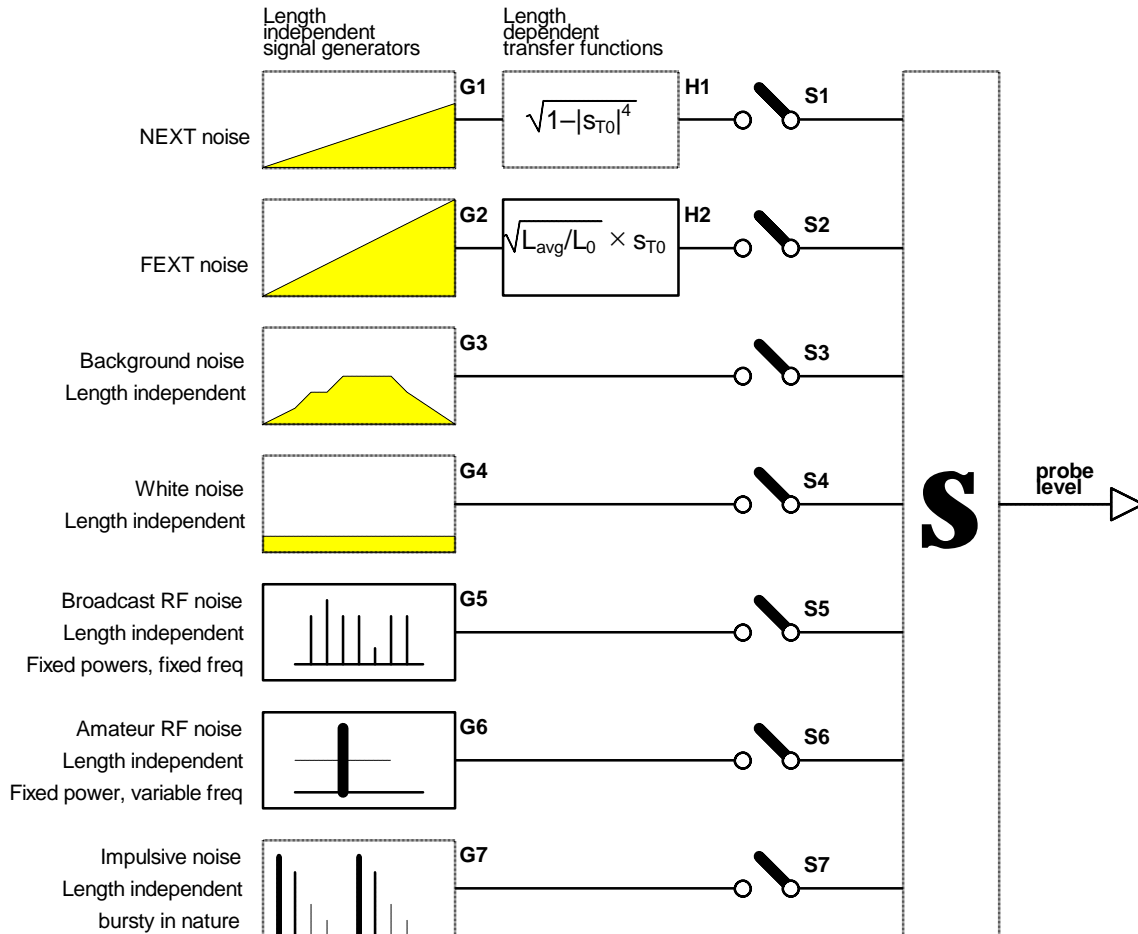 Length
independent
signal generators
Length
dependent
transfer functions
NEXT noise
G1
√1–|sT0|⁴
H1
S1
FEXT noise
G2
√Lavg/L0 × sT0
H2
S2
Background noise
Length independent
G3
S3
White noise
Length independent
G4
S4
S
probe
level
Broadcast RF noise
Length independent
Fixed powers, fixed freq
G5
S5
Amateur RF noise
Length independent
Fixed power, variable freq
G6
S6
Impulsive noise
Length independent
bursty in nature
G7
S7